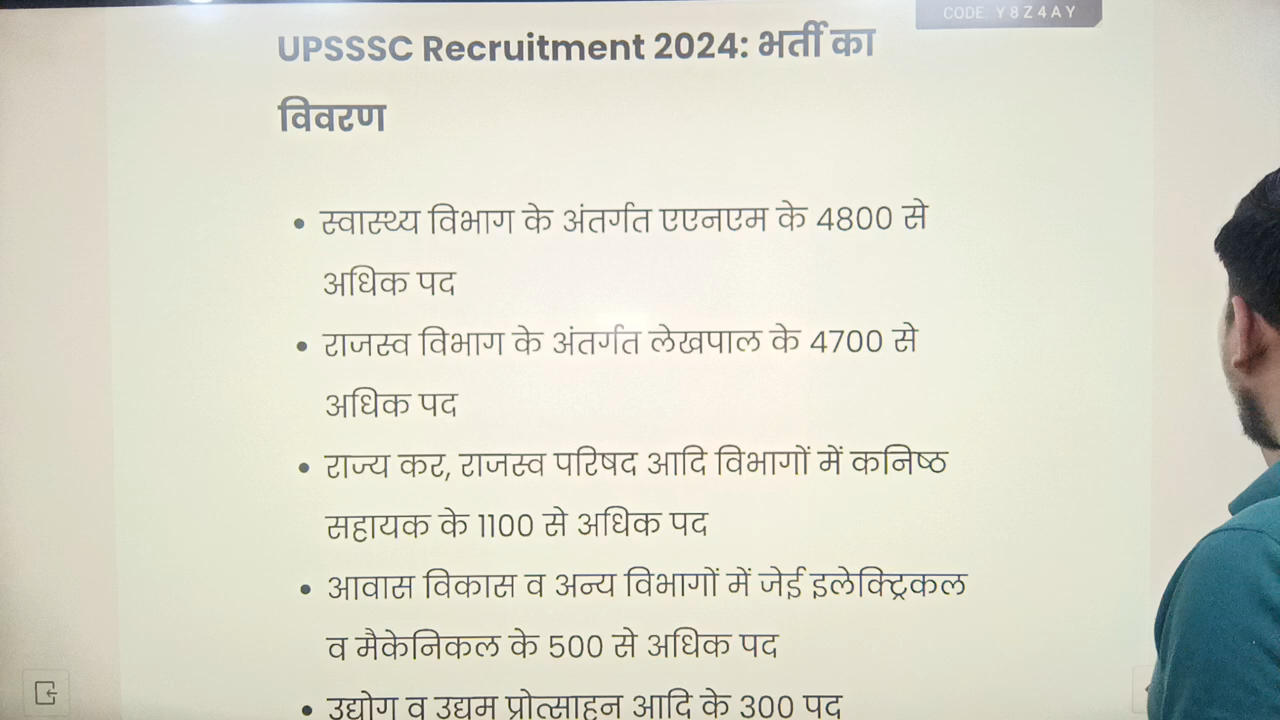 CODE: Y8Z4AY
UPSSSC Recruitment 2024: भर्ती का
विवरण
• स्वास्थ्य विभाग के अंतर्गत एएनएम के 4800 से
अधिक पद
• राजस्व विभाग के अंतर्गत लेखपाल के 4700 से
अधिक पद
• राज्य कर, राजस्व परिषद आदि विभागों में कनिष्ठ
सहायक के 1100 से अधिक पद
• आवास विकास व अन्य विभागों में जेई इलेक्ट्रिकल
व मैकेनिकल के 500 से अधिक पद
• उद्योग व उद्यम प्रोत्साहन आदि के 300 पद